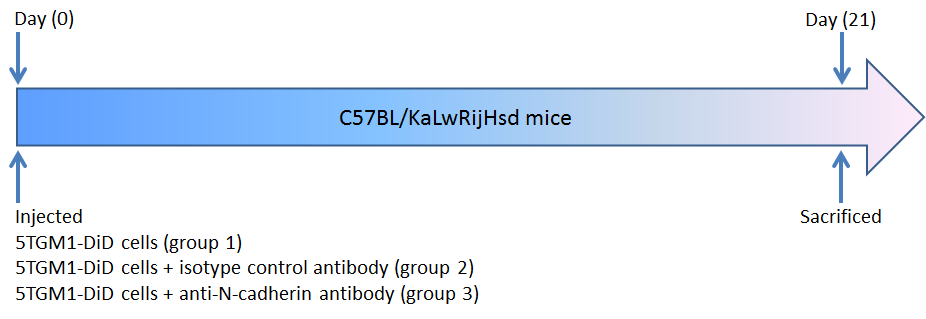 Day (0)
Day (21)
C57BL/KaLwRijHsd mice
Injected
Sacrificed
5TGM1-DiD cells (group 1)
5TGM1-DiD cells + isotype control antibody (group 2)
5TGM1-DiD cells + anti-N-cadherin antibody (group 3)